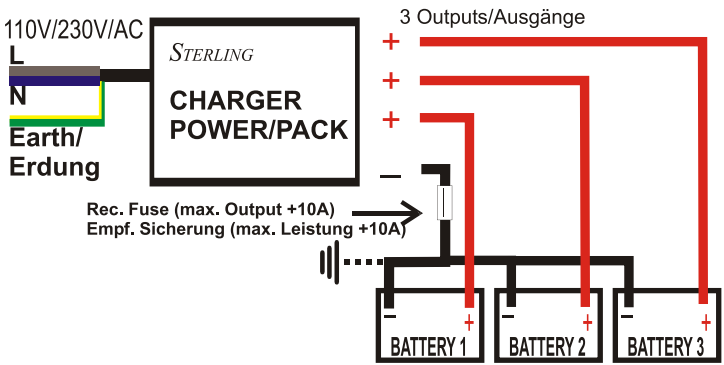 110V/230V/AC
L
N
Earth/
Erdung
STERLING
CHARGER
POWER/PACK
3 Outputs/Ausgänge
+
+
+
−
Rec. Fuse (max. Output +10A)
Empf. Sicherung (max. Leistung +10A)
− +
BATTERY 1
− +
BATTERY 2
− +
BATTERY 3